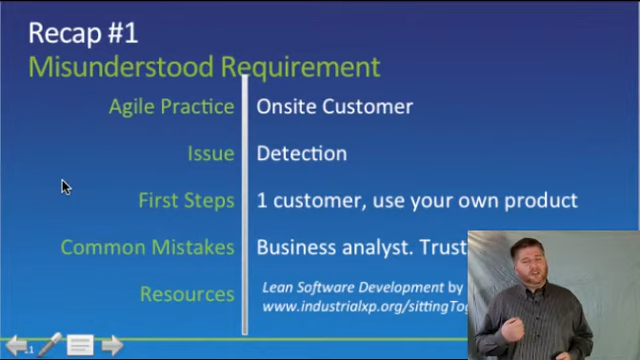 Recap #1
Misunderstood Requirement
Agile Practice Onsite Customer
Issue Detection
First Steps 1 customer, use your own product
Common Mistakes Business analyst. Trust
Resources Lean Software Development by
www.industrialxp.org/sittingTog